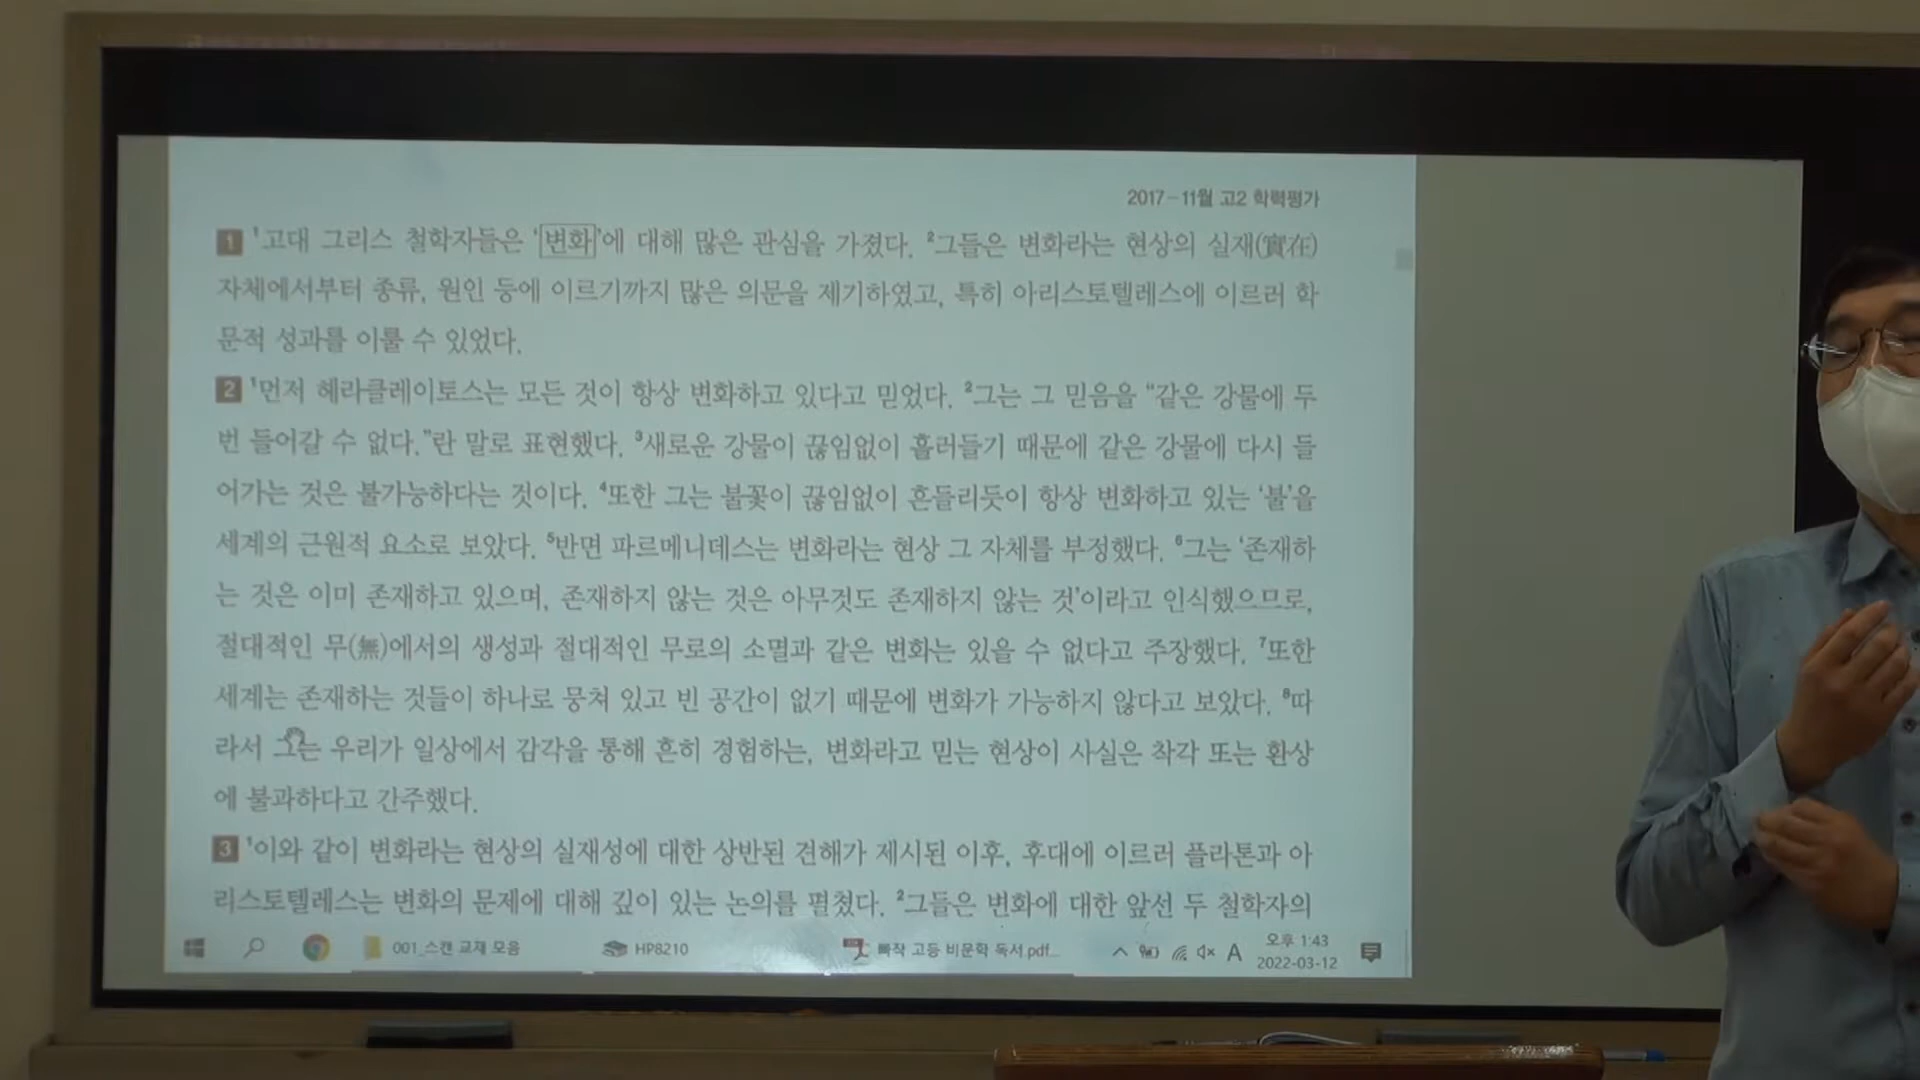 2017-11월 고2 학력평가
1 ¹고대 그리스 철학자들은 '변화'에 대해 많은 관심을 가졌다. ²그들은 변화라는 현상의 실재(實在)
자체에서부터 종류, 원인 등에 이르기까지 많은 의문을 제기하였고, 특히 아리스토텔레스에 이르러 학
문적 성과를 이룰 수 있었다.
2 ¹먼저 헤라클레이토스는 모든 것이 항상 변화하고 있다고 믿었다. ²그는 그 믿음을 "같은 강물에 두
번 들어갈 수 없다."란 말로 표현했다. ³새로운 강물이 끊임없이 흘러들기 때문에 같은 강물에 다시 들
어가는 것은 불가능하다는 것이다. ⁴또한 그는 불꽃이 끊임없이 흔들리듯이 항상 변화하고 있는 '불'을
세계의 근원적 요소로 보았다. ⁵반면 파르메니데스는 변화라는 현상 그 자체를 부정했다. ⁶그는 '존재하
는 것은 이미 존재하고 있으며, 존재하지 않는 것은 아무것도 존재하지 않는 것'이라고 인식했으므로,
절대적인 무(無)에서의 생성과 절대적인 무로의 소멸과 같은 변화는 있을 수 없다고 주장했다. ⁷또한
세계는 존재하는 것들이 하나로 뭉쳐 있고 빈 공간이 없기 때문에 변화가 가능하지 않다고 보았다. ⁸따
라서 그는 우리가 일상에서 감각을 통해 흔히 경험하는, 변화라고 믿는 현상이 사실은 착각 또는 환상
에 불과하다고 간주했다.
3 ¹이와 같이 변화라는 현상의 실재성에 대한 상반된 견해가 제시된 이후, 후대에 이르러 플라톤과 아
리스토텔레스는 변화의 문제에 대해 깊이 있는 논의를 펼쳤다. ²그들은 변화에 대한 앞선 두 철학자의
001_스캔 교재 모음 HP8210 빠작 고등 비문학 독서.pdf... A 오후 1:43
2022-03-12